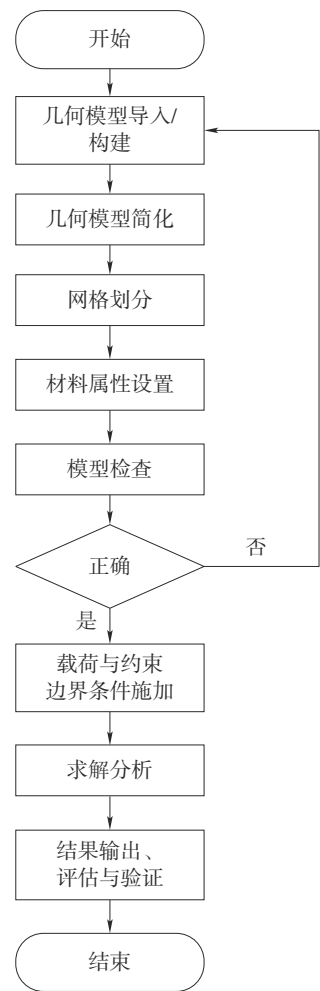 开始
几何模型导入/
构建
几何模型简化
网格划分
材料属性设置
模型检查
正确
否
是
载荷与约束
边界条件施加
求解分析
结果输出、
评估与验证
结束